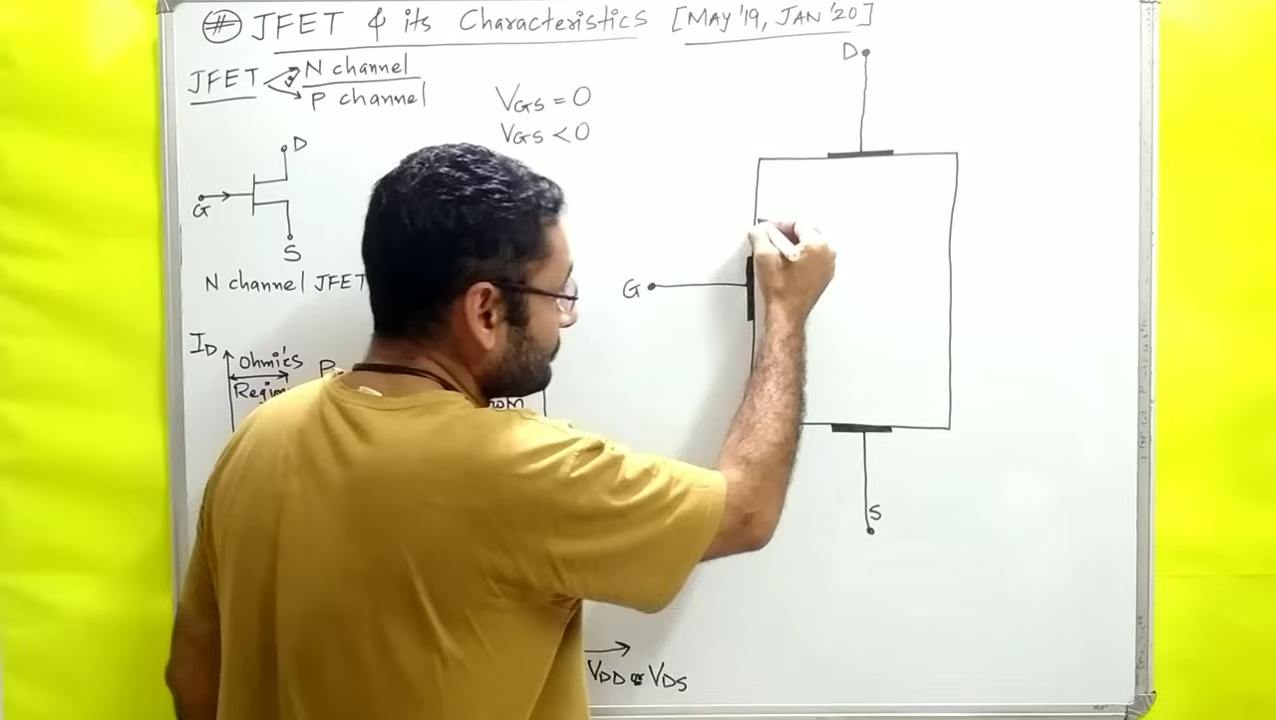 # JFET & its Characteristics [MAY '19, JAN '20]
JFET N channel
P channel
VGS = 0
VGS < 0
D
G
S
N channel JFET
D
G
S
ID
Ohmic's
Region
VDD or VDS